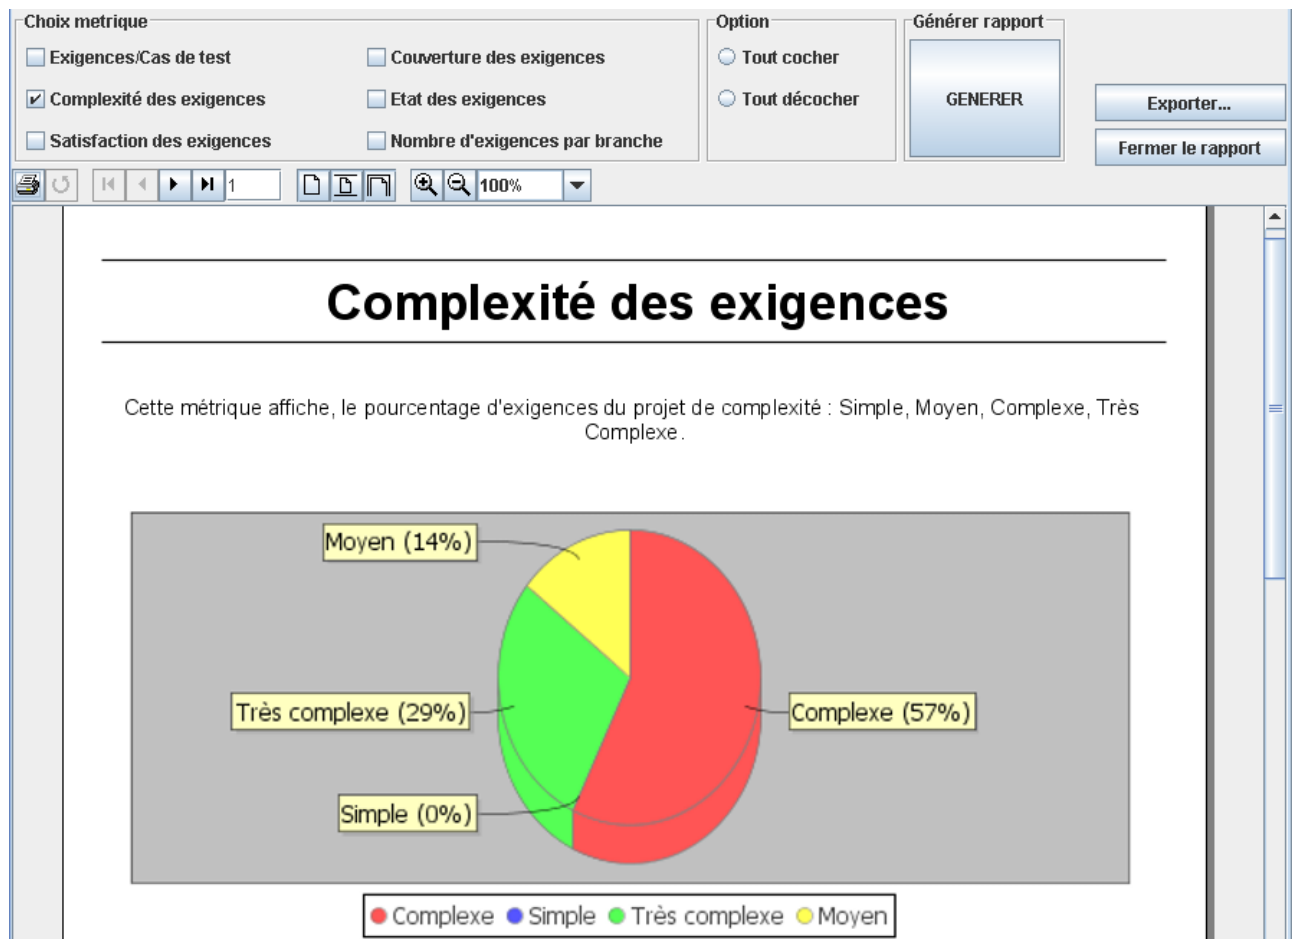 Choix metrique
Option
Générer rapport
Exigences/Cas de test
Couverture des exigences
Tout cocher
Complexité des exigences
Etat des exigences
Tout décocher
GENERER
Exporter...
Satisfaction des exigences
Nombre d'exigences par branche
Fermer le rapport
1
100%
Complexité des exigences
Cette métrique affiche, le pourcentage d'exigences du projet de complexité : Simple, Moyen, Complexe, Très
Complexe.
Moyen (14%)
Très complexe (29%)
Complexe (57%)
Simple (0%)
Complexe Simple Très complexe Moyen